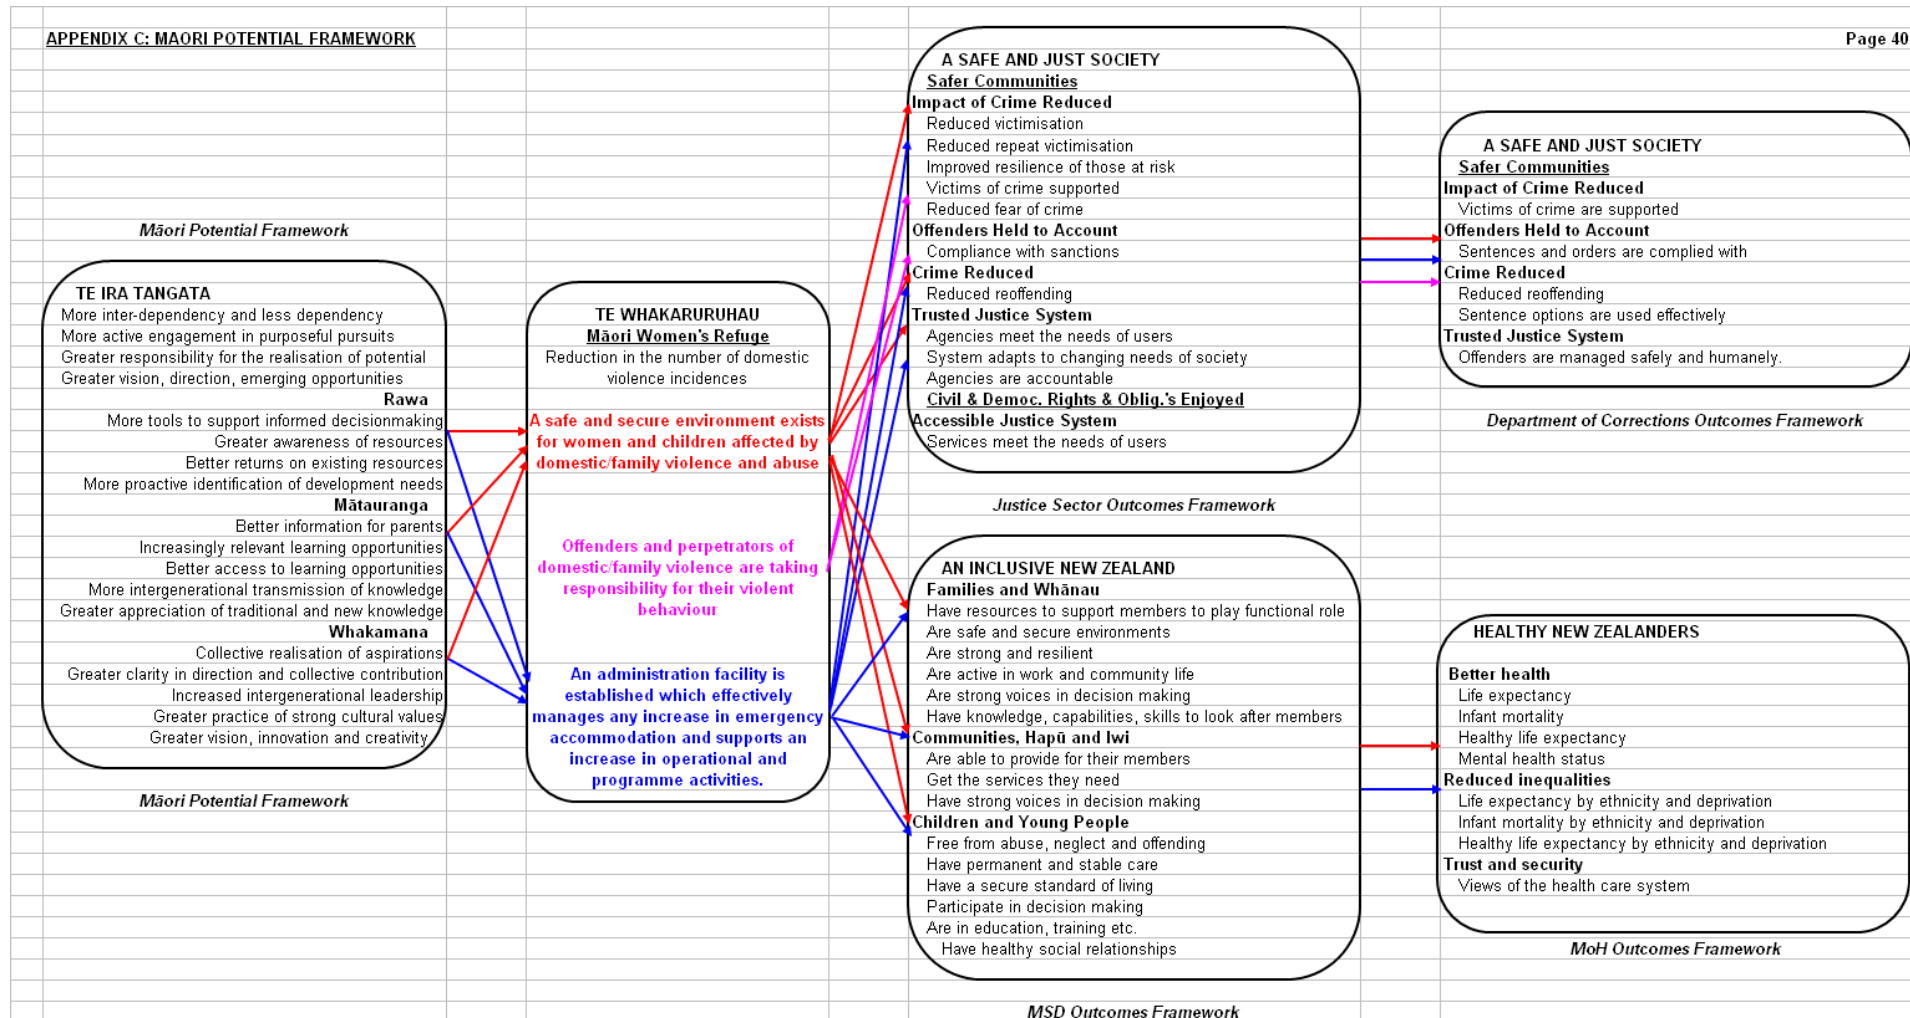 APPENDIX C: MAORI POTENTIAL FRAMEWORK
Page 40
Māori Potential Framework
TE IRA TANGATA
More inter-dependency and less dependency
More active engagement in purposeful pursuits
Greater responsibility for the realisation of potential
Greater vision, direction, emerging opportunities
Rawa
More tools to support informed decisionmaking
Greater awareness of resources
Better returns on existing resources
More proactive identification of development needs
Mātauranga
Better information for parents
Increasingly relevant learning opportunities
Better access to learning opportunities
More intergenerational transmission of knowledge
Greater appreciation of traditional and new knowledge
Whakamana
Collective realisation of aspirations
Greater clarity in direction and collective contribution
Increased intergenerational leadership
Greater practice of strong cultural values
Greater vision, innovation and creativity
Māori Potential Framework
TE WHAKARURUHAU
Māori Women's Refuge
Reduction in the number of domestic
violence incidences
A safe and secure environment exists
for women and children affected by
domestic/family violence and abuse
Offenders and perpetrators of
domestic/family violence are taking
responsibility for their violent
behaviour
An administration facility is
established which effectively
manages any increase in emergency
accommodation and supports an
increase in operational and
programme activities.
A SAFE AND JUST SOCIETY
Safer Communities
Impact of Crime Reduced
Reduced victimisation
Reduced repeat victimisation
Improved resilience of those at risk
Victims of crime supported
Reduced fear of crime
Offenders Held to Account
Compliance with sanctions
Crime Reduced
Reduced reoffending
Trusted Justice System
Agencies meet the needs of users
System adapts to changing needs of society
Agencies are accountable
Civil & Democ. Rights & Oblig.'s Enjoyed
Accessible Justice System
Services meet the needs of users
Justice Sector Outcomes Framework
AN INCLUSIVE NEW ZEALAND
Families and Whānau
Have resources to support members to play functional role
Are safe and secure environments
Are strong and resilient
Are active in work and community life
Are strong voices in decision making
Have knowledge, capabilities, skills to look after members
Communities, Hapū and Iwi
Are able to provide for their members
Get the services they need
Have strong voices in decision making
Children and Young People
Free from abuse, neglect and offending
Have permanent and stable care
Have a secure standard of living
Participate in decision making
Are in education, training etc.
Have healthy social relationships
MSD Outcomes Framework
A SAFE AND JUST SOCIETY
Safer Communities
Impact of Crime Reduced
Victims of crime are supported
Offenders Held to Account
Sentences and orders are complied with
Crime Reduced
Reduced reoffending
Sentence options are used effectively
Trusted Justice System
Offenders are managed safely and humanely.
Department of Corrections Outcomes Framework
HEALTHY NEW ZEALANDERS
Better health
Life expectancy
Infant mortality
Healthy life expectancy
Mental health status
Reduced inequalities
Life expectancy by ethnicity and deprivation
Infant mortality by ethnicity and deprivation
Healthy life expectancy by ethnicity and deprivation
Trust and security
Views of the health care system
MoH Outcomes Framework